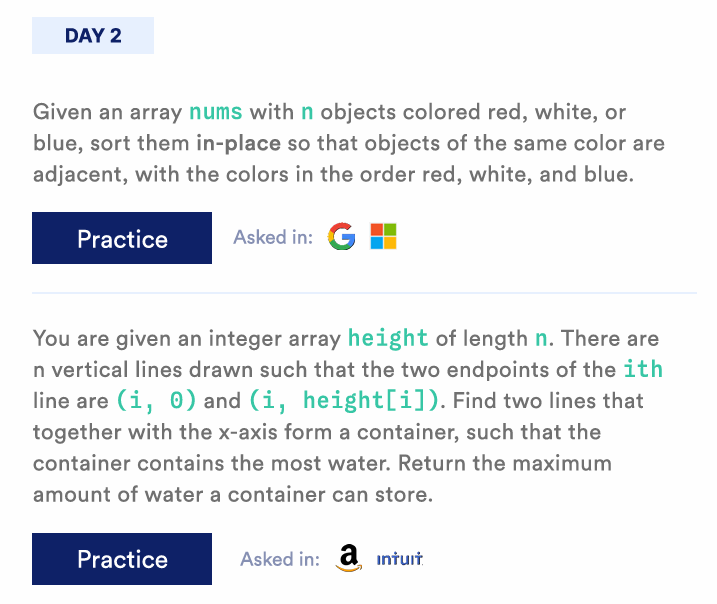 DAY 2
Given an array nums with n objects colored red, white, or
blue, sort them in-place so that objects of the same color are
adjacent, with the colors in the order red, white, and blue.
Practice Asked in: G
You are given an integer array height of length n. There are
n vertical lines drawn such that the two endpoints of the ith
line are (i, 0) and (i, height[i]). Find two lines that
together with the x-axis form a container, such that the
container contains the most water. Return the maximum
amount of water a container can store.
Practice Asked in: a intuit